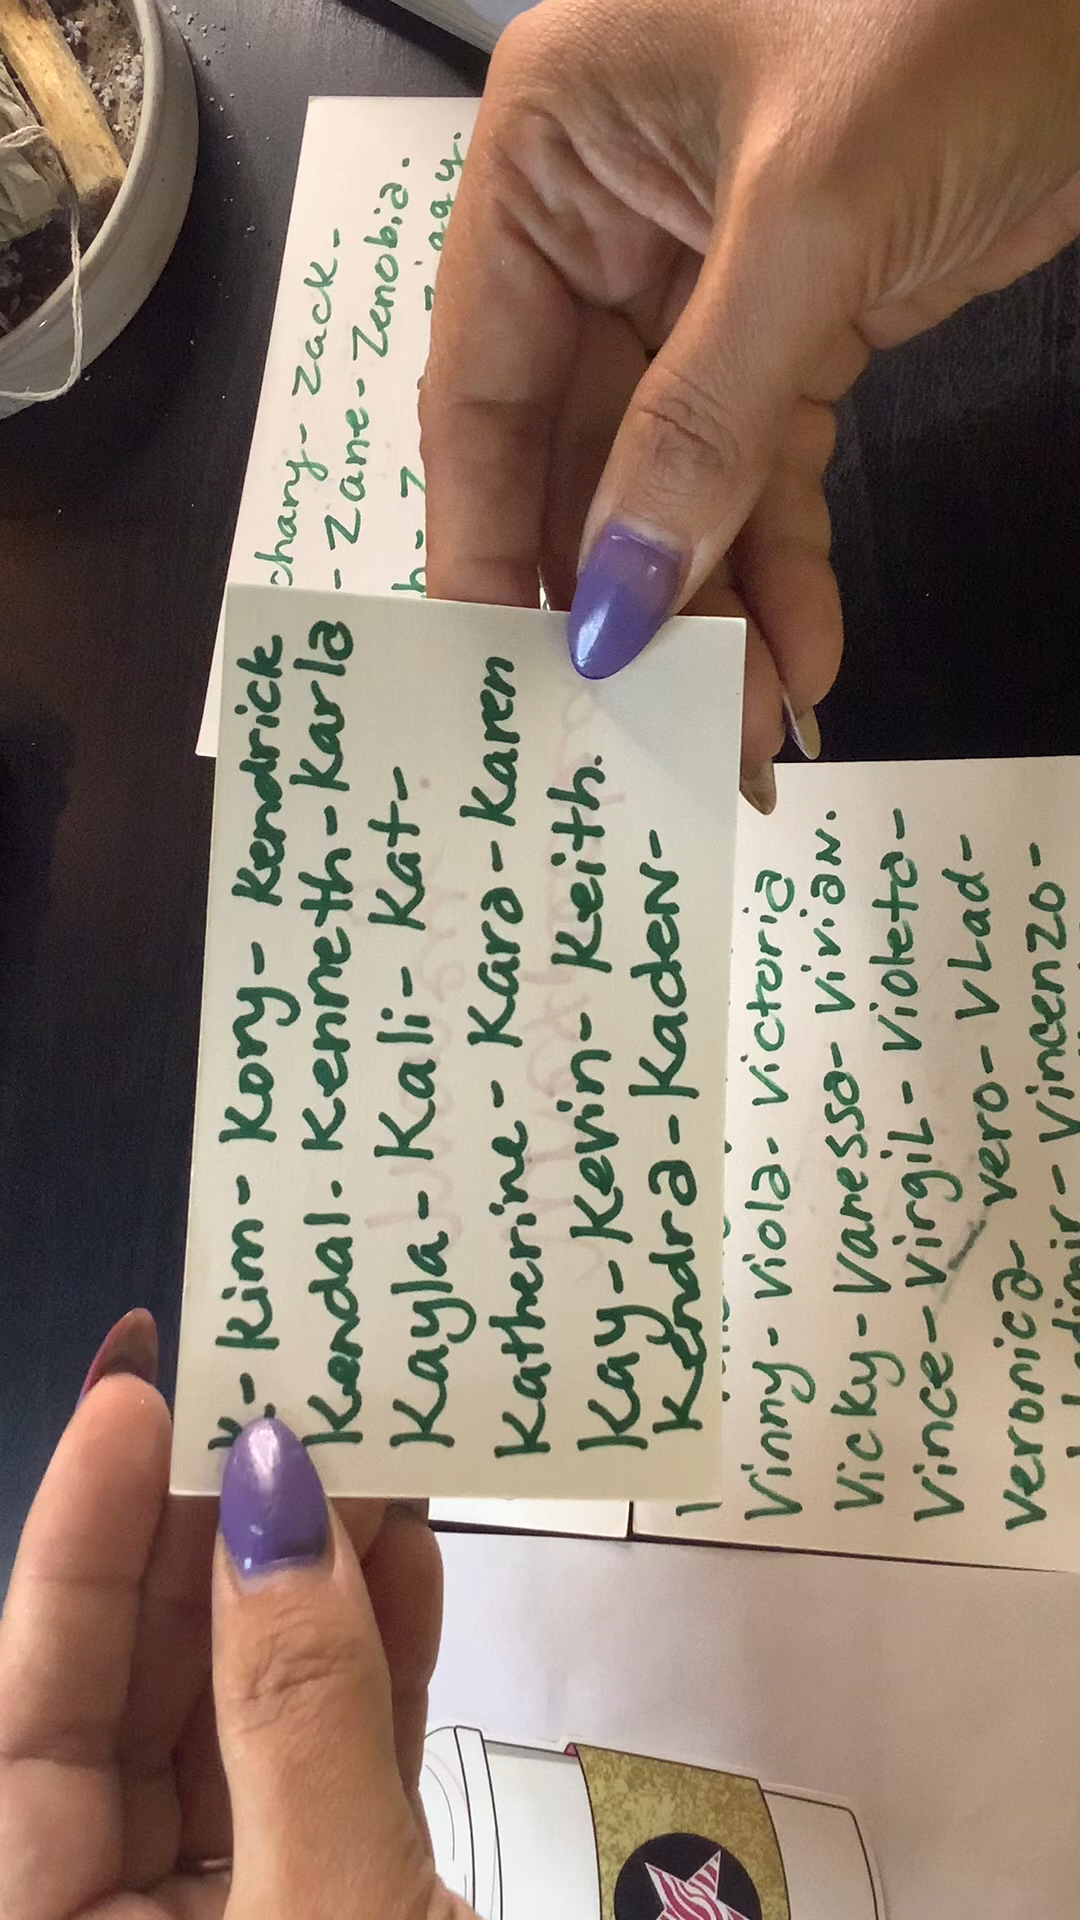 K- Kim- Kory- Kendrick
Kendal. Kenneth-Karla
Kayla- Kali- Kat-
Katherine- Kara- Karen
Kay-Kevin- Keith.
Kendra-Kaden-
chary- Zack-
- Zane- Zenobia.
Vinny- Viola- Victoria
Vicky- Vanessa- Vivian.
Vince- Virgil- Violeta-
Veronica- Vero- Vlad-
Vincenzo-